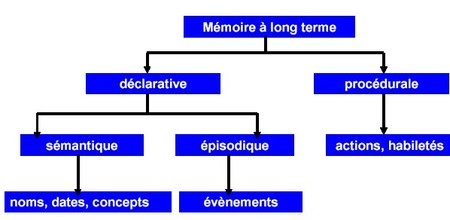 Mémoire à long terme
déclarative
procédurale
sémantique
épisodique
actions, habiletés
noms, dates, concepts
évènements